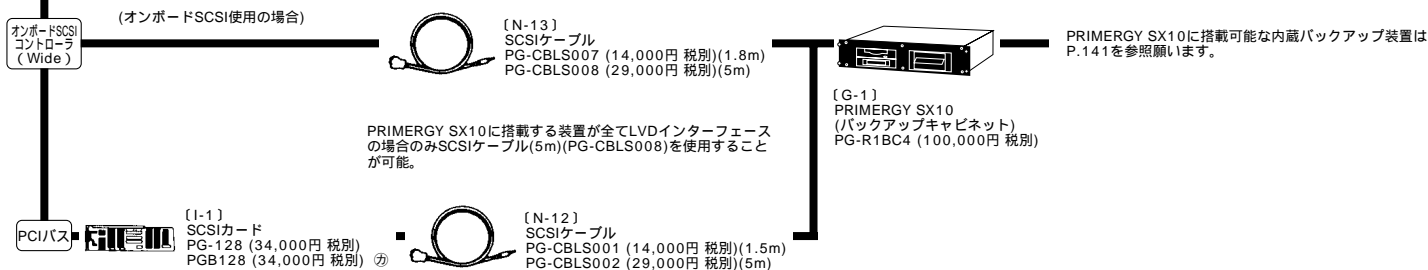 (オンボードSCSI使用の場合)
オンボードSCSI
コントローラ
(Wide)
〔N-13〕
SCSIケーブル
PG-CBLS007 (14,000円 税別)(1.8m)
PG-CBLS008 (29,000円 税別)(5m)
PRIMERGY SX10に搭載可能な内蔵バックアップ装置は
P.141を参照願います。
〔G-1〕
PRIMERGY SX10
(バックアップキャビネット)
PG-R1BC4 (100,000円 税別)
PRIMERGY SX10に搭載する装置が全てLVDインターフェース
の場合のみSCSIケーブル(5m)(PG-CBLS008)を使用すること
が可能。
PCIバス
〔I-1〕
SCSIカード
PG-128 (34,000円 税別)
PGB128 (34,000円 税別) ㋕
〔N-12〕
SCSIケーブル
PG-CBLS001 (14,000円 税別)(1.5m)
PG-CBLS002 (29,000円 税別)(5m)